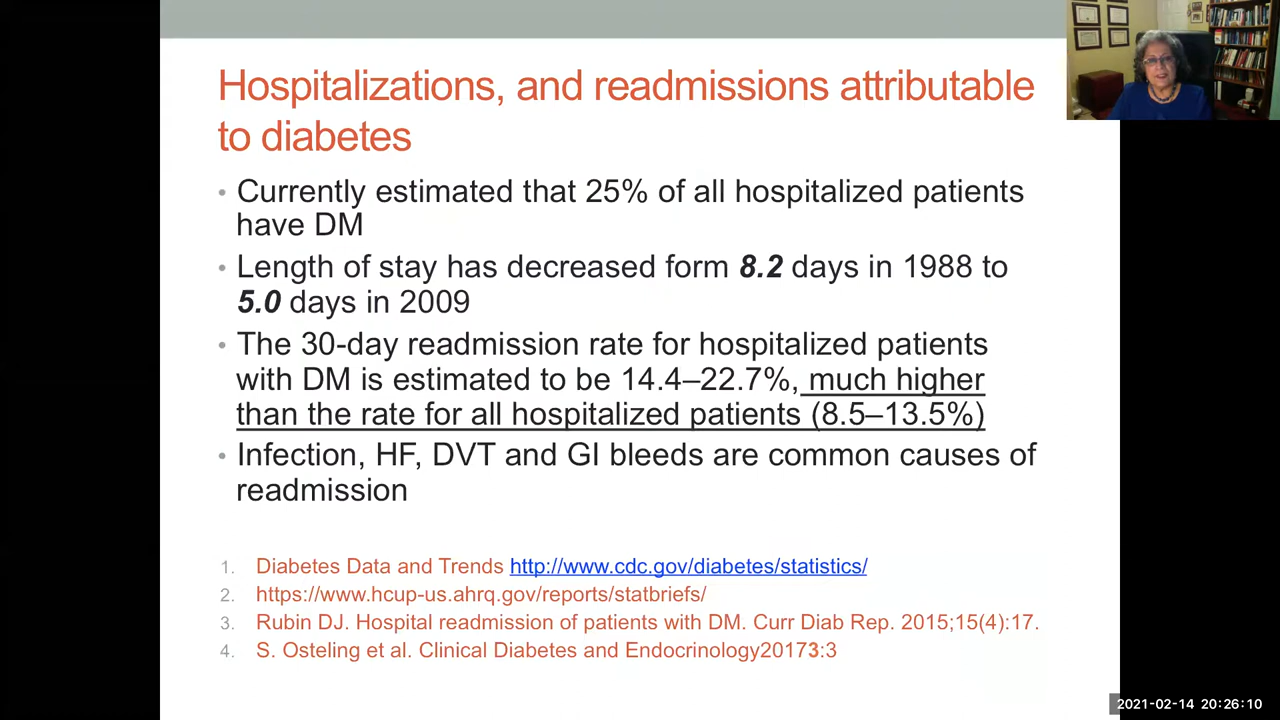 Hospitalizations, and readmissions attributable
to diabetes
• Currently estimated that 25% of all hospitalized patients
have DM
• Length of stay has decreased form 8.2 days in 1988 to
5.0 days in 2009
• The 30-day readmission rate for hospitalized patients
with DM is estimated to be 14.4–22.7%, much higher
than the rate for all hospitalized patients (8.5–13.5%)
• Infection, HF, DVT and GI bleeds are common causes of
readmission
1. Diabetes Data and Trends http://www.cdc.gov/diabetes/statistics/
2. https://www.hcup-us.ahrq.gov/reports/statbriefs/
3. Rubin DJ. Hospital readmission of patients with DM. Curr Diab Rep. 2015;15(4):17.
4. S. Osteling et al. Clinical Diabetes and Endocrinology20173:3
2021-02-14 20:26:10